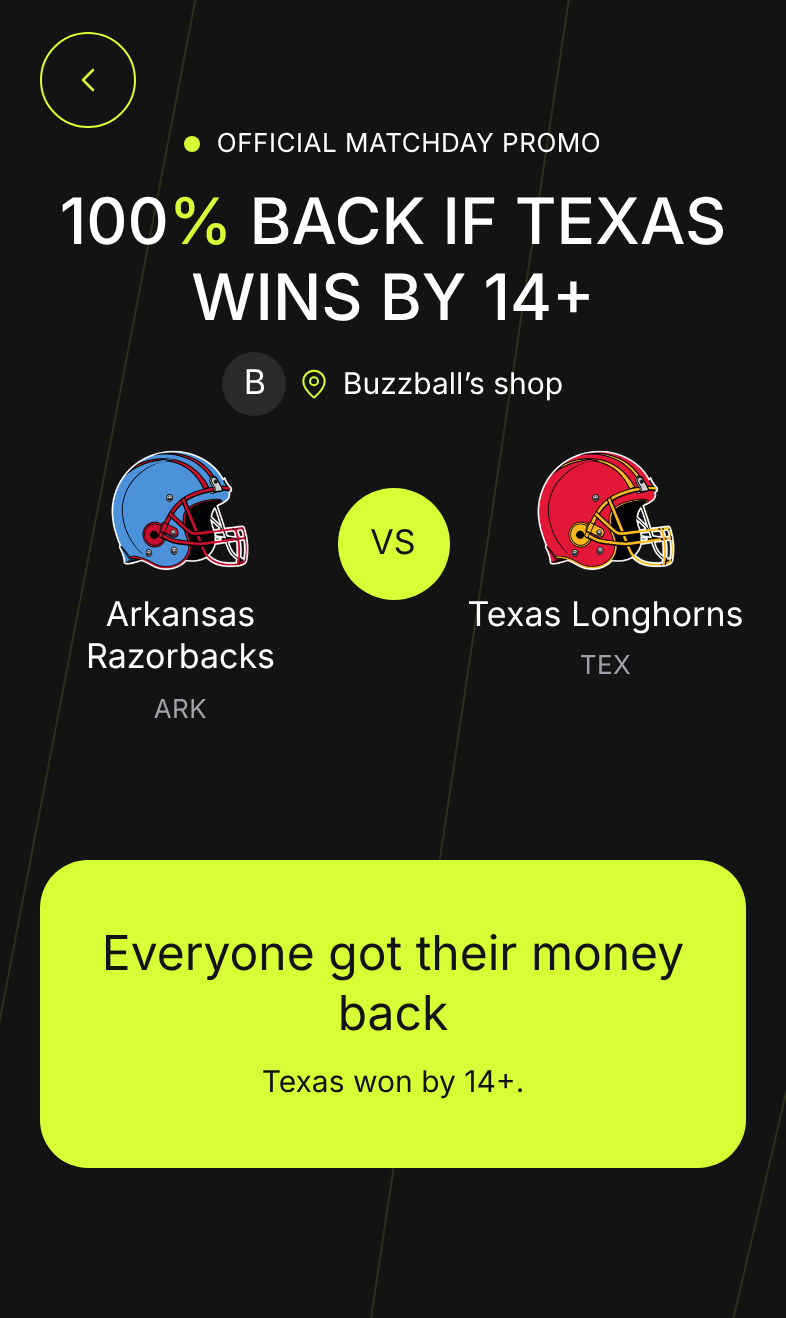 OFFICIAL MATCHDAY PROMO
100% BACK IF TEXAS
WINS BY 14+
B Buzzball’s shop
VS
Arkansas
Razorbacks
ARK
Texas Longhorns
TEX
Everyone got their money
back
Texas won by 14+.